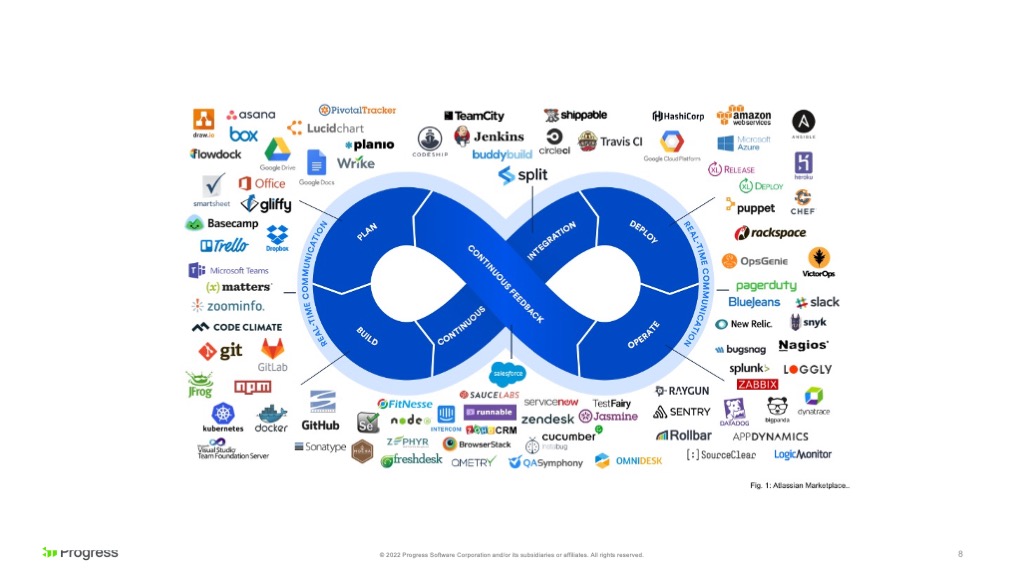 draw.io
asana
PivotalTracker
box
Lucidchart
flowdock
Google Drive
planio
Google Docs
Wrike
smartsheet
Office
gliffy
Basecamp
Trello
Dropbox
Microsoft Teams
(x)matters
zoominfo.
CODE CLIMATE
git
GitLab
JFrog
npm
kubernetes
docker
GitHub
Visual Studio
Team Foundation Server
Sonatype
TeamCity
shippable
CODESHIP
Jenkins
circleci
Travis CI
buddybuild
split
HashiCorp
amazon
webservices
ANSIBLE
Google Cloud Platform
Microsoft
Azure
XL RELEASE
heroku
XL DEPLOY
puppet
CHEF
rackspace
OpsGenie
VictorOps
pagerduty
BlueJeans
slack
New Relic.
snyk
bugsnag
Nagios
splunk>
LOGGLY
ZABBIX
RAYGUN
SENTRY
DATADOG
bigpanda
dynatrace
Rollbar
APPDYNAMICS
[:]SourceClear
LogicMonitor
REAL-TIME COMMUNICATION
PLAN
BUILD
CONTINUOUS INTEGRATION
CONTINUOUS FEEDBACK
DEPLOY
OPERATE
REAL-TIME COMMUNICATION
salesforce
SAUCELABS
FitNesse
servicenow
TestFairy
Se
node
INTERCOM
runnable
zendesk
Jasmine
ZOHO CRM
cucumber
MOCHA
ZEPHYR
BrowserStack
instabug
freshdesk
QMETRY
QASymphony
OMNIDESK
Fig. 1: Atlassian Marketplace..
Progress
© 2022 Progress Software Corporation and/or its subsidiaries or affiliates. All rights reserved.
8